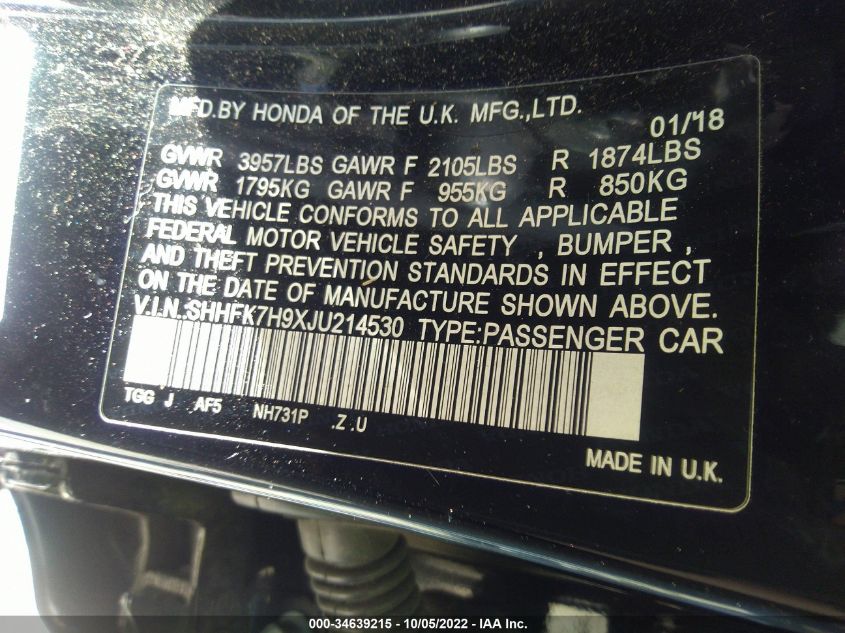 MFD.BY HONDA OF THE U.K. MFG.,LTD.
01/'18
GVWR 3957LBS GAWR F 2105LBS R 1874LBS
GVWR 1795KG GAWR F 955KG R 850KG
THIS VEHICLE CONFORMS TO ALL APPLICABLE
FEDERAL MOTOR VEHICLE SAFETY , BUMPER ,
AND THEFT PREVENTION STANDARDS IN EFFECT
ON THE DATE OF MANUFACTURE SHOWN ABOVE.
V.I.N.SHHFK7H9XJU214530 TYPE:PASSENGER CAR
TGG J AF5 NH731P .Z .U
MADE IN U.K.
000-34639215 - 10/05/2022 - IAA Inc.